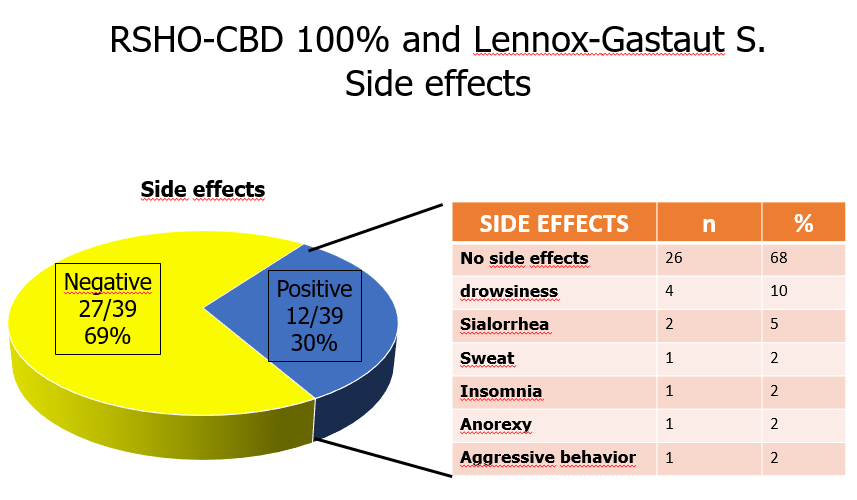 RSHO-CBD 100% and Lennox-Gastaut S.
Side effects
Side effects
Negative
27/39
69%
Positive
12/39
30%
SIDE EFFECTS n %
No side effects 26 68
drowsiness 4 10
Sialorrhea 2 5
Sweat 1 2
Insomnia 1 2
Anorexy 1 2
Aggressive behavior 1 2